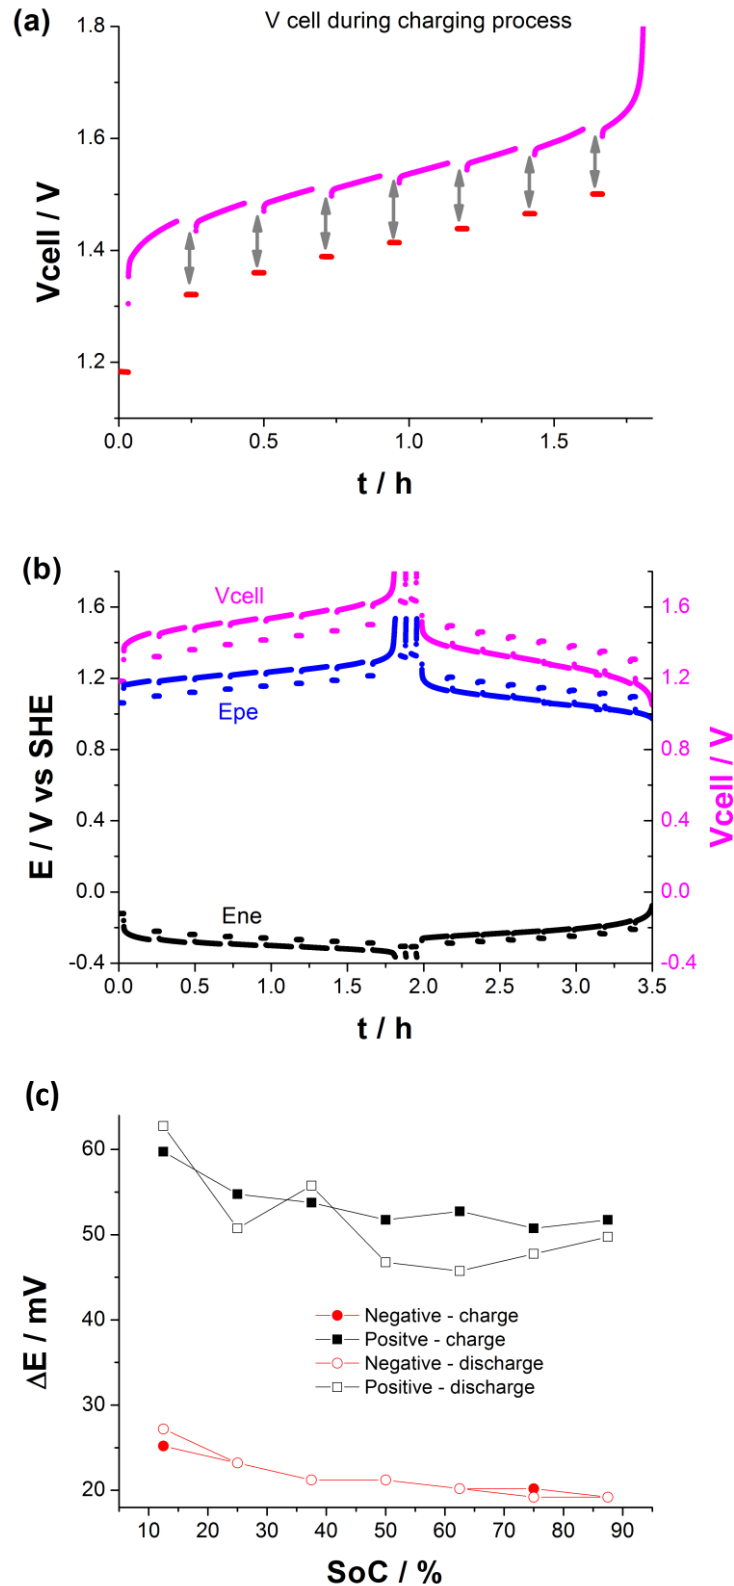 (a)
V cell during charging process
1.8
1.6
1.4
1.2
Vcell / V
0.0 0.5 1.0 1.5
t / h
(b)
Vcell
Epe
Ene
1.6
1.2
0.8
0.4
0.0
-0.4
E / V vs SHE
1.6
1.2
0.8
0.4
0.0
-0.4
Vcell / V
0.0 0.5 1.0 1.5 2.0 2.5 3.0 3.5
t / h
(c)
60
50
40
30
20
ΔE / mV
Negative - charge
Positve - charge
Negative - discharge
Positive - discharge
10 20 30 40 50 60 70 80 90
SoC / %